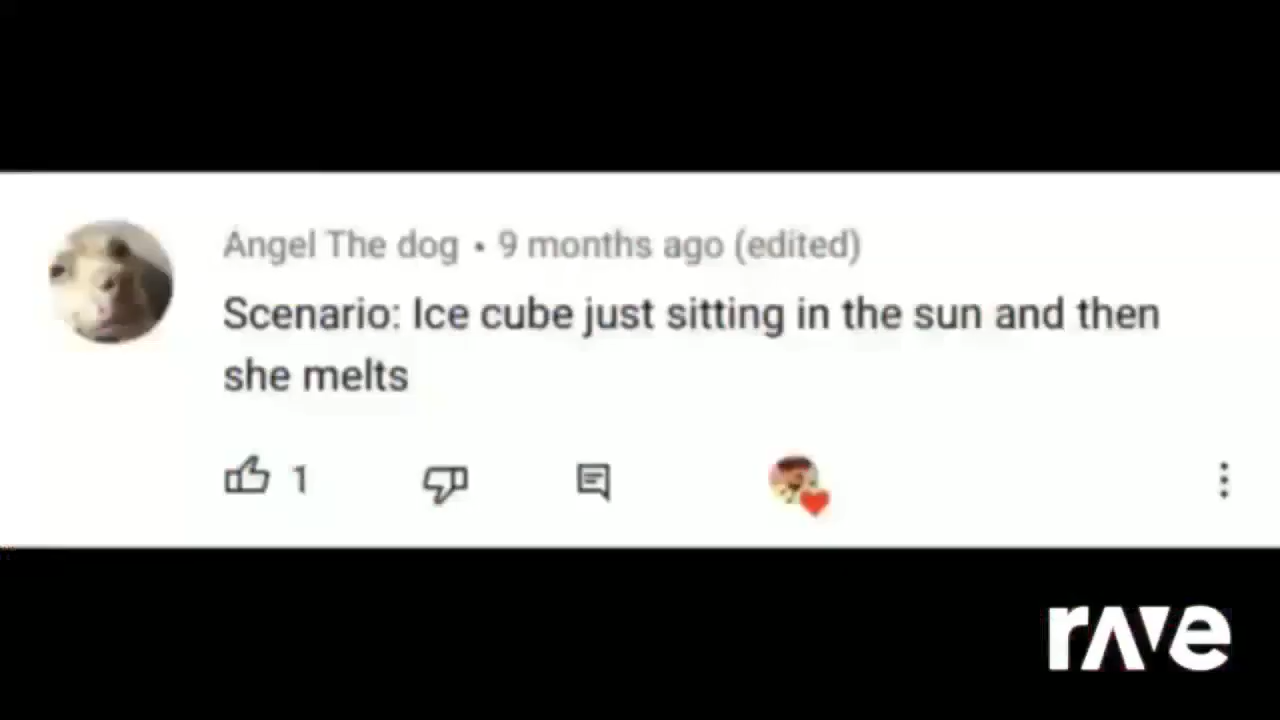 Angel The dog • 9 months ago (edited)
Scenario: Ice cube just sitting in the sun and then
she melts
1
rave